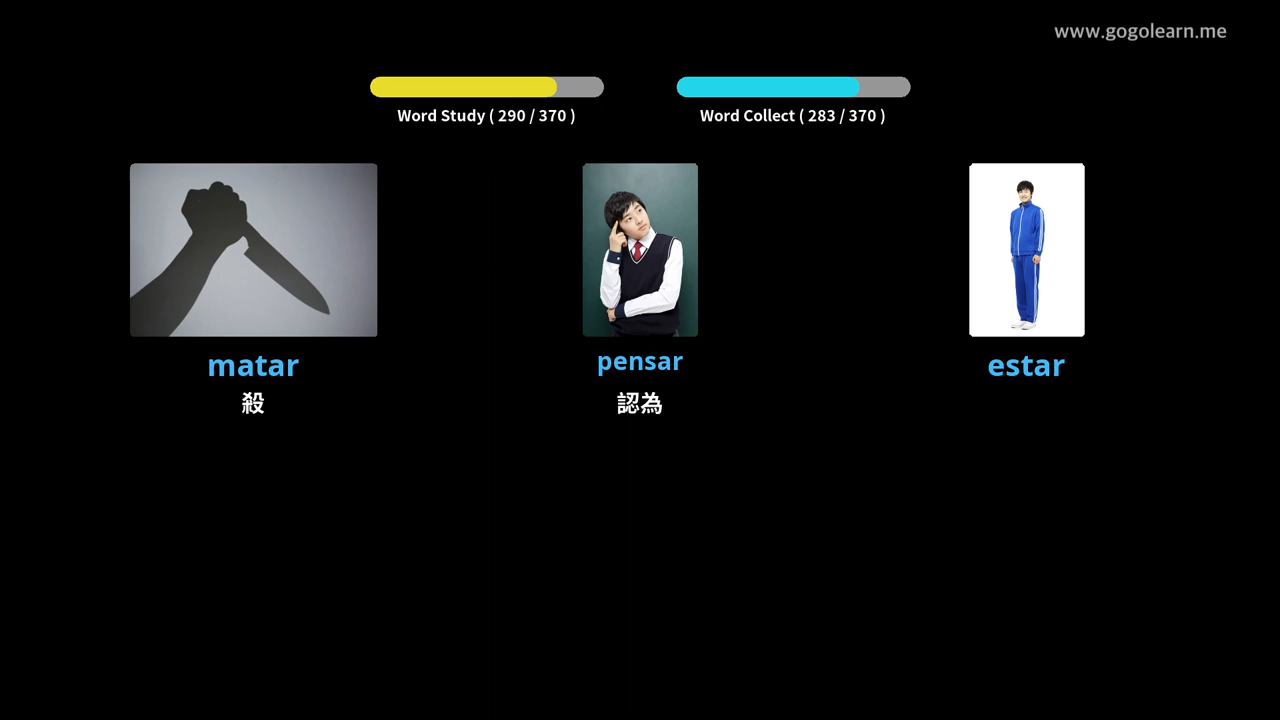 www.gogolearn.me
Word Study ( 290 / 370 )
Word Collect ( 283 / 370 )
matar
殺
pensar
認為
estar